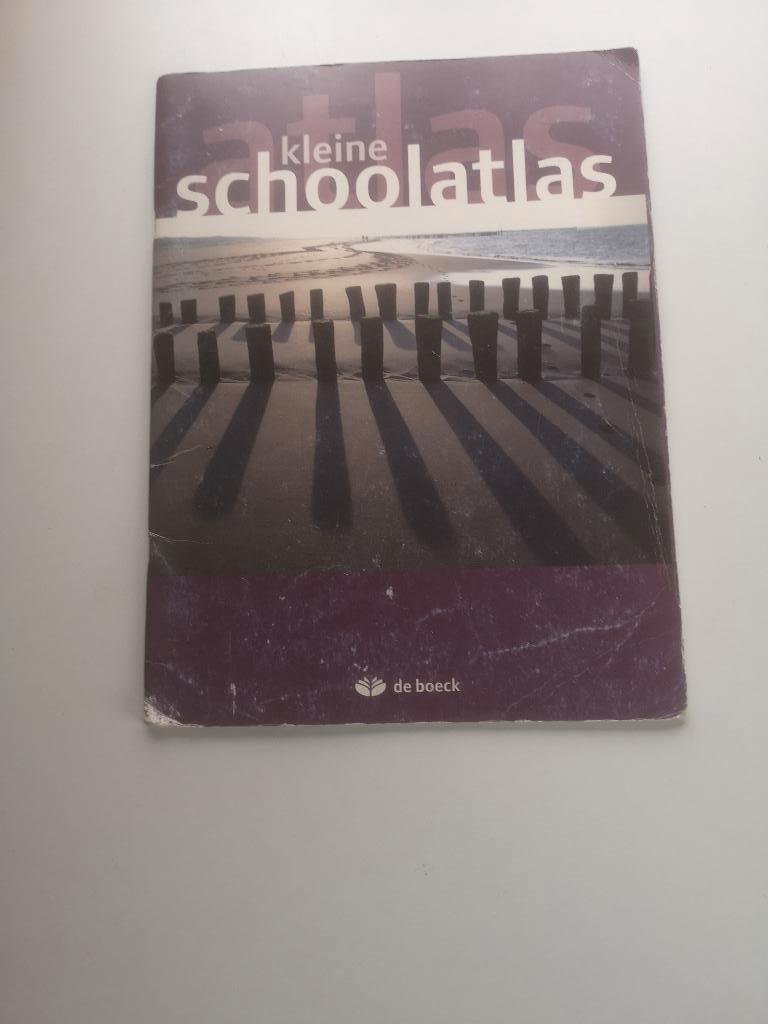 atlas
kleine
schoolatlas
de boeck